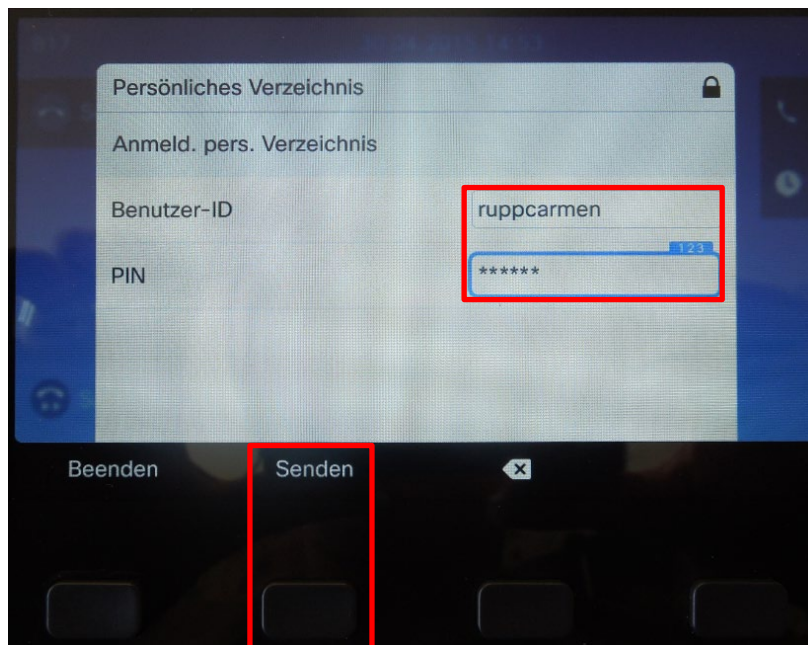 Persönliches Verzeichnis
Anmeld. pers. Verzeichnis
Benutzer-ID ruppcarmen
123
PIN ******
Beenden Senden